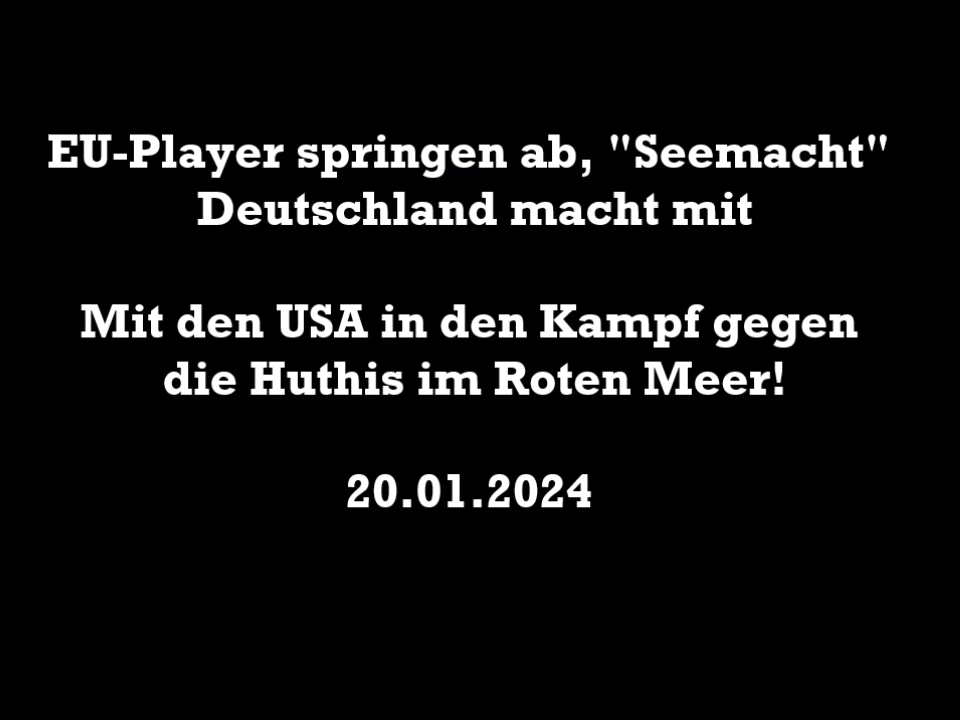 EU-Player springen ab, "Seemacht"
Deutschland macht mit
Mit den USA in den Kampf gegen
die Huthis im Roten Meer!
20.01.2024